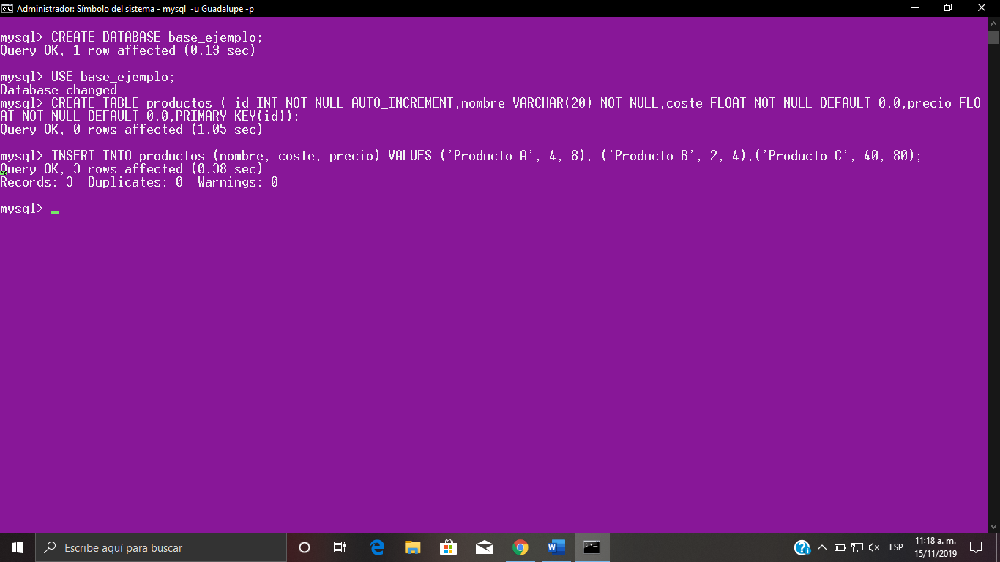 Administrador: Símbolo del sistema - mysql  -u Guadalupe -p
mysql> CREATE DATABASE base_ejemplo;
Query OK, 1 row affected (0.13 sec)
mysql> USE base_ejemplo;
Database changed
mysql> CREATE TABLE productos ( id INT NOT NULL AUTO_INCREMENT,nombre VARCHAR(20) NOT NULL,coste FLOAT NOT NULL DEFAULT 0.0,precio FLO
AT NOT NULL DEFAULT 0.0,PRIMARY KEY(id));
Query OK, 0 rows affected (1.05 sec)
mysql> INSERT INTO productos (nombre, coste, precio) VALUES ('Producto A', 4, 8), ('Producto B', 2, 4),('Producto C', 40, 80);
Query OK, 3 rows affected (0.38 sec)
Records: 3  Duplicates: 0  Warnings: 0
mysql>
Escribe aquí para buscar
ESP
11:18 a. m.
15/11/2019